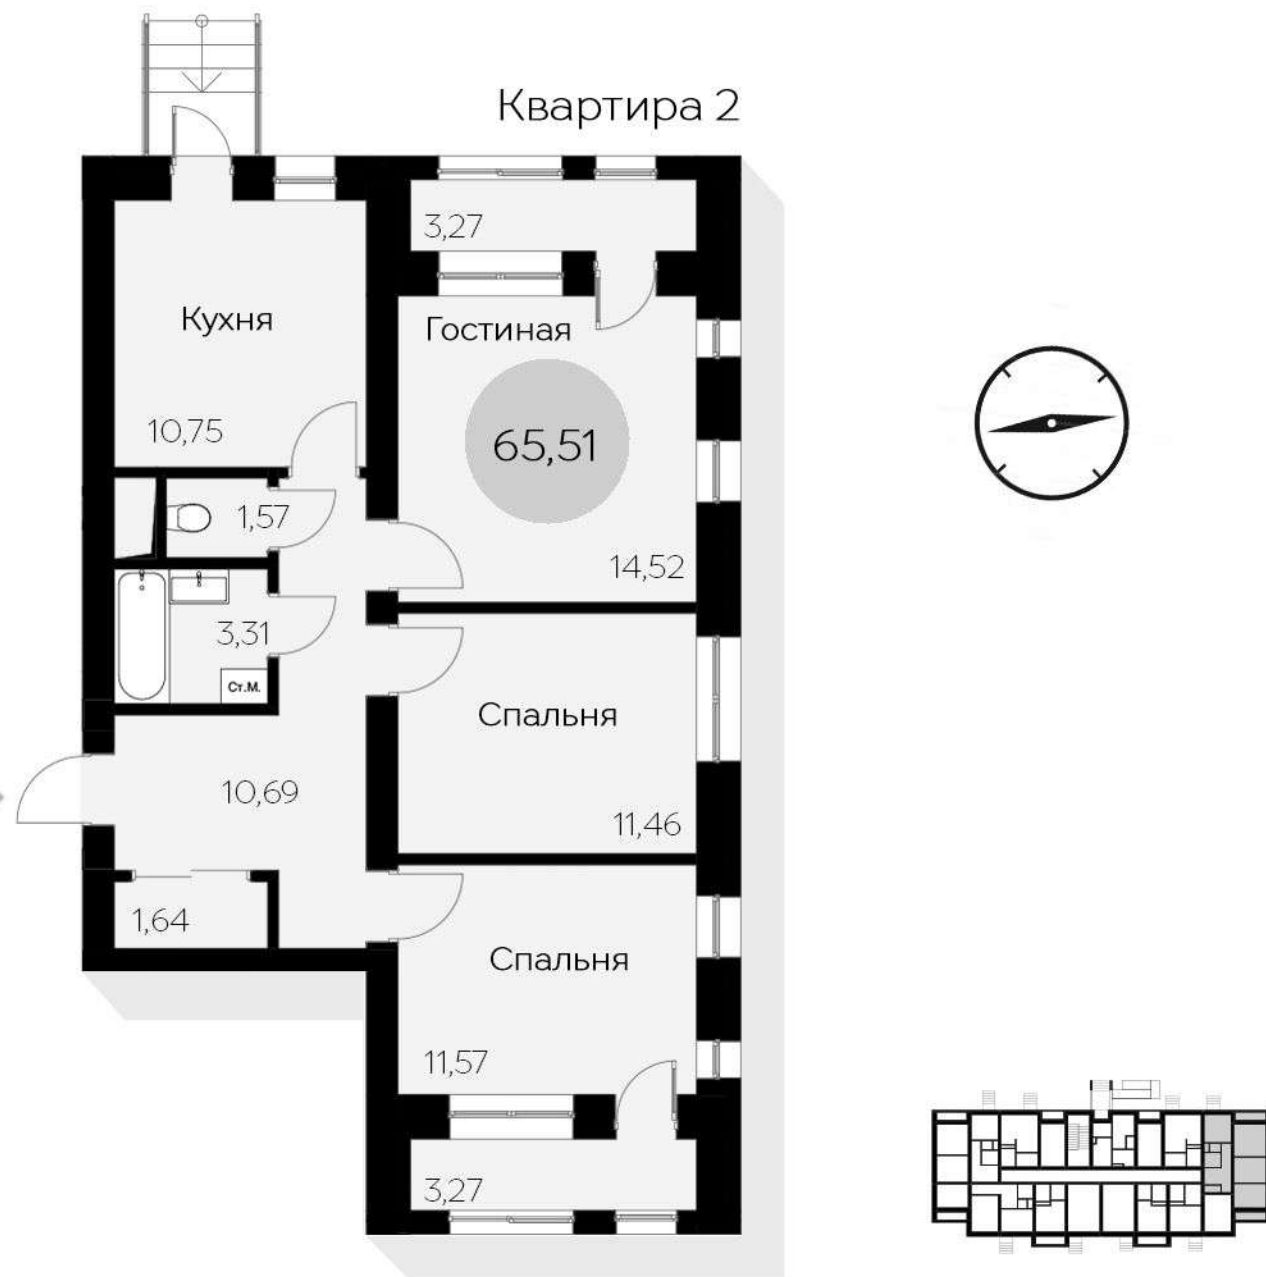 Квартира 2
3,27
Кухня
Гостиная
10,75
65,51
1,57
14,52
3,31
Ст.М.
Спальня
10,69
11,46
1,64
Спальня
11,57
3,27